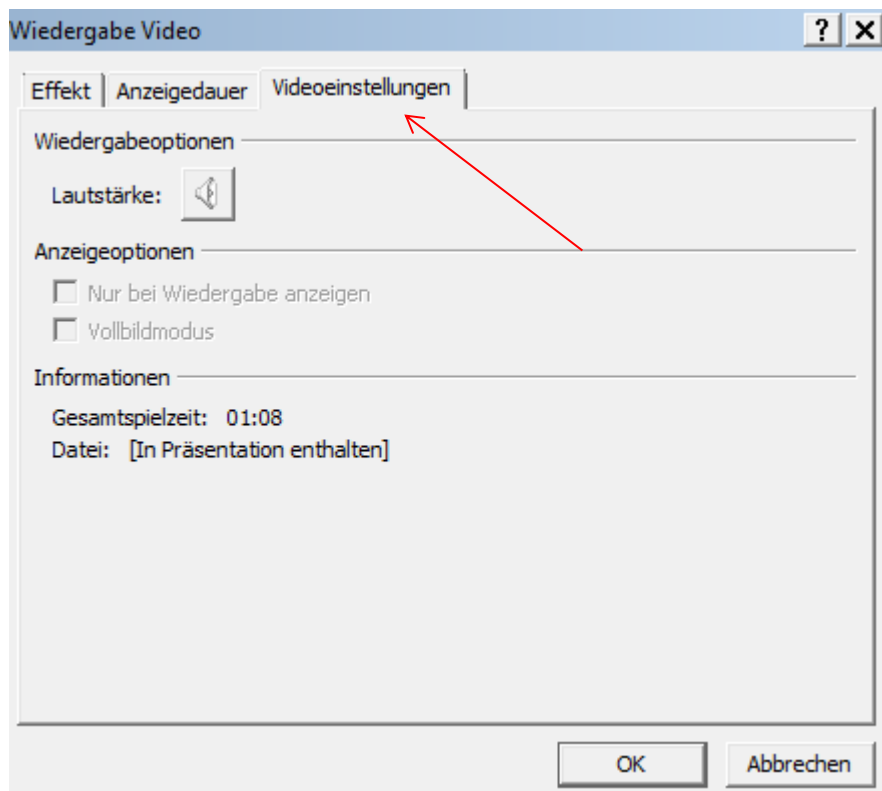 Wiedergabe Video
Effekt Anzeigedauer Videoeinstellungen
Wiedergabeoptionen
Lautstärke:
Anzeigeoptionen
Nur bei Wiedergabe anzeigen
Vollbildmodus
Informationen
Gesamtspielzeit: 01:08
Datei: [In Präsentation enthalten]
OK Abbrechen